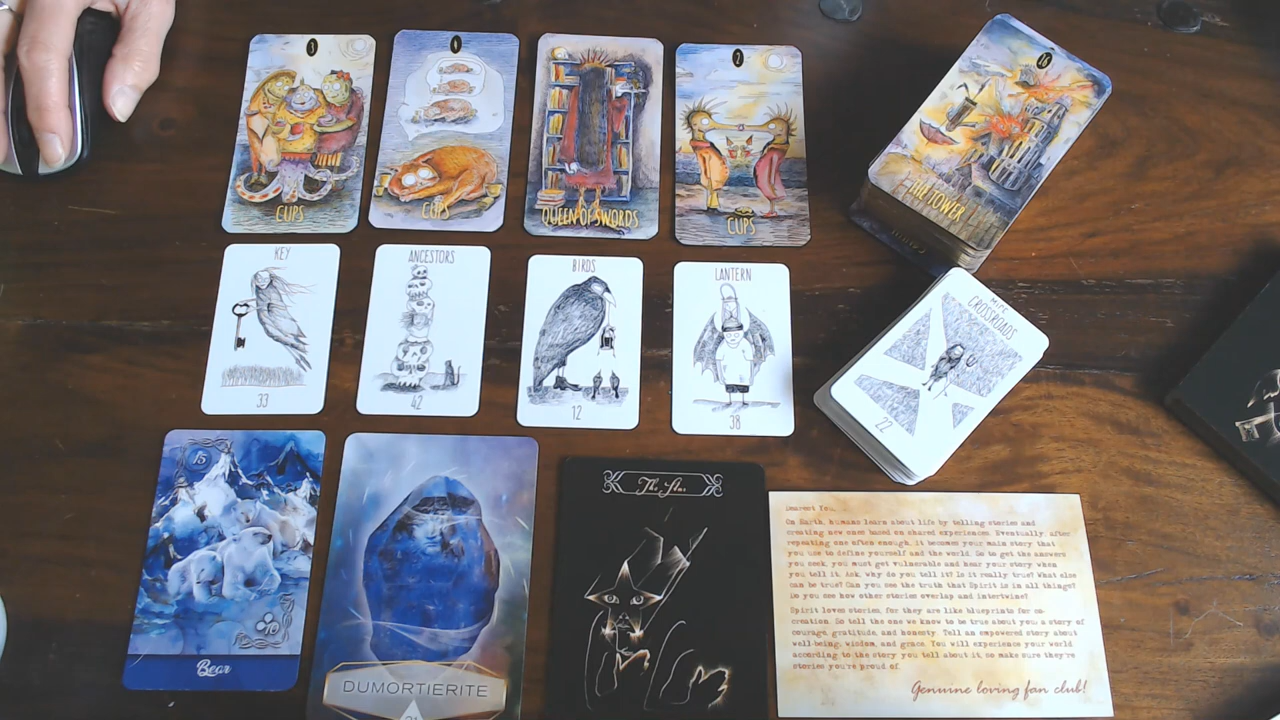 3
CUPS
4
CUPS
QUEEN OF SWORDS
2
CUPS
16
THE TOWER
KEY
33
ANCESTORS
42
BIRDS
12
LANTERN
38
MIPE
CROSSROADS
22
15
10
Bear
DUMORTIERITE
The Star
Dearest You,
On Earth, humans learn about life by telling stories and
creating new ones based on shared experiences. Eventually, after
repeating one often enough, it becomes your main story that
you use to define yourself and the world. So to get the answers
you seek, you must get vulnerable and hear your story when
you tell it. Ask, why do you tell it? Is it really true? What else
can be true? Can you see the truth that Spirit is in all things?
Do you see how other stories overlap and intertwine?
Spirit loves stories, for they are like blueprints for co-
creation. So tell the one we know to be true about you: a story of
courage, gratitude, and honesty. Tell an empowered story about
well-being, wisdom, and grace. You will experience your world
according to the story you tell about it, so make sure they're
stories you're proud of.
Genuine loving fan club!